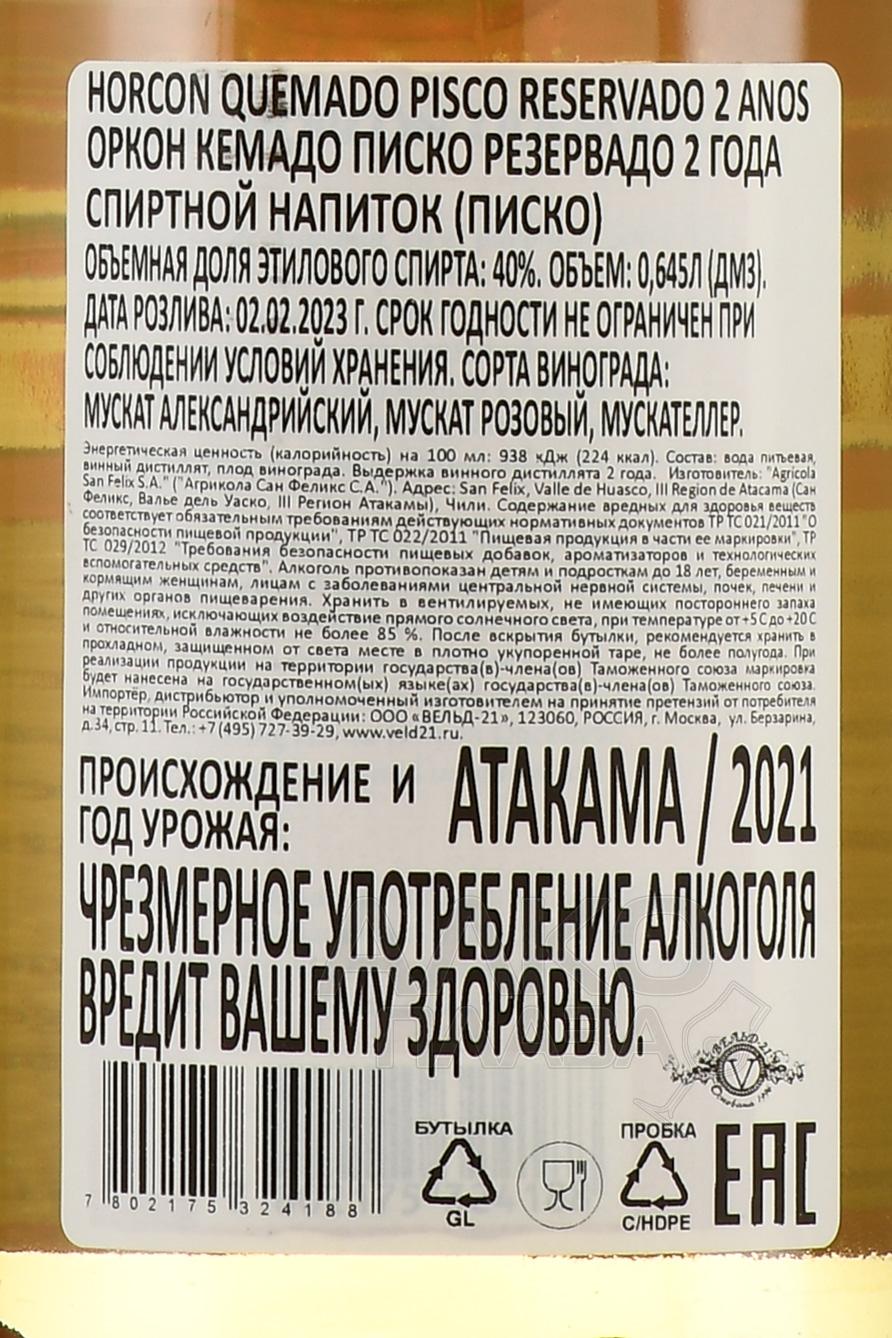 HORCON QUEMADO PISCO RESERVADO 2 ANOS
ОРКОН КЕМАДО ПИСКО РЕЗЕРВАДО 2 ГОДА
СПИРТНОЙ НАПИТОК (ПИСКО)
ОБЪЕМНАЯ ДОЛЯ ЭТИЛОВОГО СПИРТА: 40%. ОБЪЕМ: 0,645Л (ДМ3).
ДАТА РОЗЛИВА: 02.02.2023 Г. СРОК ГОДНОСТИ НЕ ОГРАНИЧЕН ПРИ
СОБЛЮДЕНИИ УСЛОВИЙ ХРАНЕНИЯ. СОРТА ВИНОГРАДА:
МУСКАТ АЛЕКСАНДРИЙСКИЙ, МУСКАТ РОЗОВЫЙ, МУСКАТЕЛЛЕР.
Энергетическая ценность (калорийность) на 100 мл: 938 кДж (224 ккал). Состав: вода питьевая,
винный дистиллят, плод винограда. Выдержка винного дистиллята 2 года. Изготовитель: "Agricola
San Felix S.A." ("Агрикола Сан Феликс С.А."). Адрес: San Felix, Valle de Huasco, III Region de Atacama (Сан
Феликс, Валье дель Уаско, III Регион Атакамы), Чили. Содержание вредных для здоровья веществ
соответствует обязательным требованиям действующих нормативных документов ТР ТС 021/2011 "О
безопасности пищевой продукции", ТР ТС 022/2011 "Пищевая продукция в части ее маркировки", ТР
ТС 029/2012 "Требования безопасности пищевых добавок, ароматизаторов и технологических
вспомогательных средств". Алкоголь противопоказан детям и подросткам до 18 лет, беременным и
кормящим женщинам, лицам с заболеваниями центральной нервной системы, почек, печени и
других органов пищеварения. Хранить в вентилируемых, не имеющих постороннего запаха
помещениях, исключающих воздействие прямого солнечного света, при температуре от +5 С до +20 С
и относительной влажности не более 85 %. После вскрытия бутылки, рекомендуется хранить в
прохладном, защищенном от света месте в плотно укупоренной таре, не более полугода. При
реализации продукции на территории государства(в)-члена(ов) Таможенного союза маркировка
будет нанесена на государственном(ых) языке(ах) государства(в)-члена(ов) Таможенного союза.
Импортёр, дистрибьютор и уполномоченный изготовителем на принятие претензий от потребителя
на территории Российской Федерации: ООО «ВЕЛЬД-21», 123060, РОССИЯ, г. Москва, ул. Берзарина,
д.34, стр. 11. Тел.: +7 (495) 727-39-29, www.veld21.ru.
ПРОИСХОЖДЕНИЕ И
ГОД УРОЖАЯ:
АТАКАМА / 2021
ЧРЕЗМЕРНОЕ УПОТРЕБЛЕНИЕ АЛКОГОЛЯ
ВРЕДИТ ВАШЕМУ ЗДОРОВЬЮ.
ВЕЛЬД-21
V
БУТЫЛКА
GL
ПРОБКА
C/HDPE
EAC
7 802175 324188